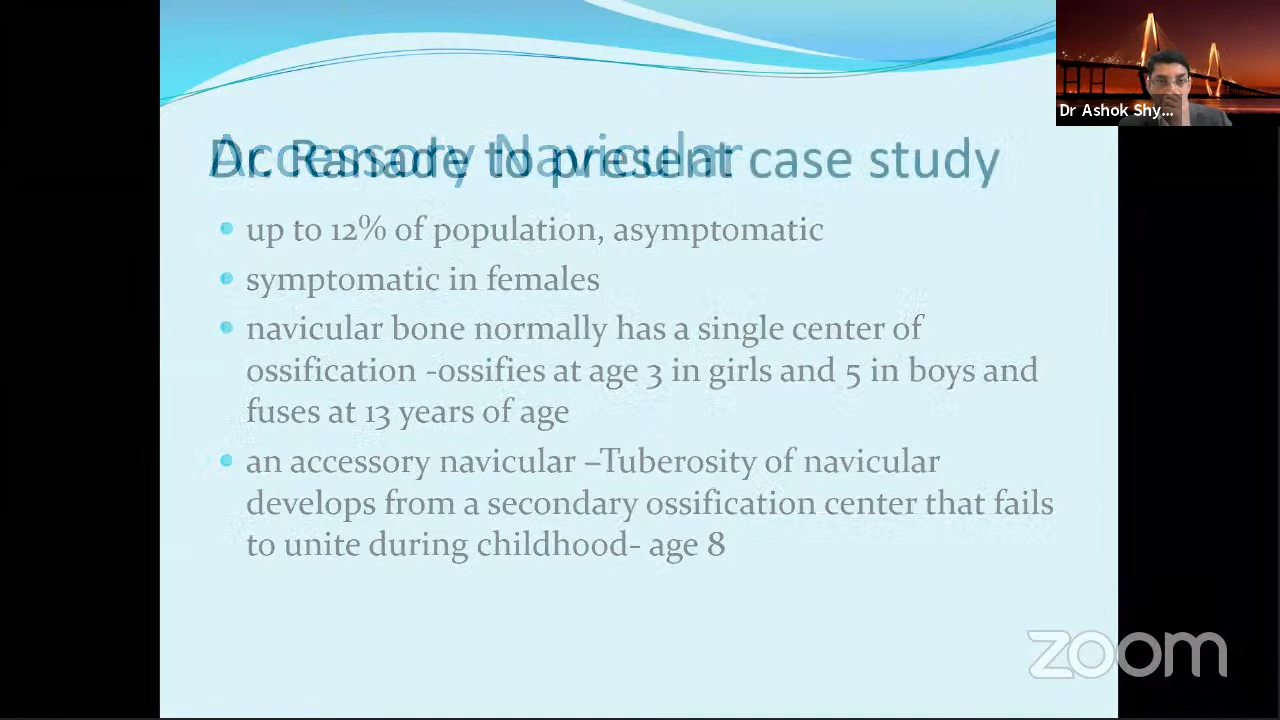 Dr Ashok Shy...
Accessory Navicular
Dr. Ranade to present case study
up to 12% of population, asymptomatic
symptomatic in females
navicular bone normally has a single center of
ossification -ossifies at age 3 in girls and 5 in boys and
fuses at 13 years of age
an accessory navicular –Tuberosity of navicular
develops from a secondary ossification center that fails
to unite during childhood- age 8
zoom